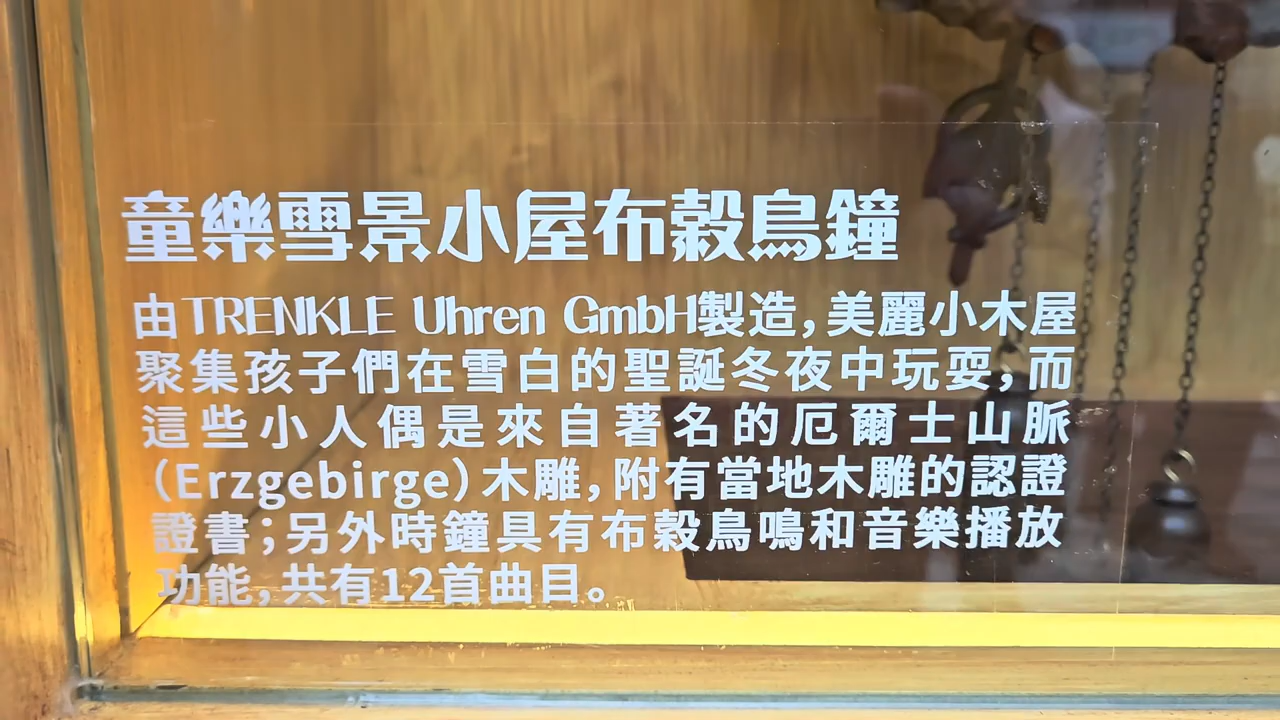 童樂雪景小屋布穀鳥鐘
由TRENKLE Uhren GmbH製造,美麗小木屋
聚集孩子們在雪白的聖誕冬夜中玩耍,而
這些小人偶是來自著名的厄爾士山脈
(Erzgebirge)木雕,附有當地木雕的認證
證書;另外時鐘具有布穀鳥鳴和音樂播放
功能,共有12首曲目。